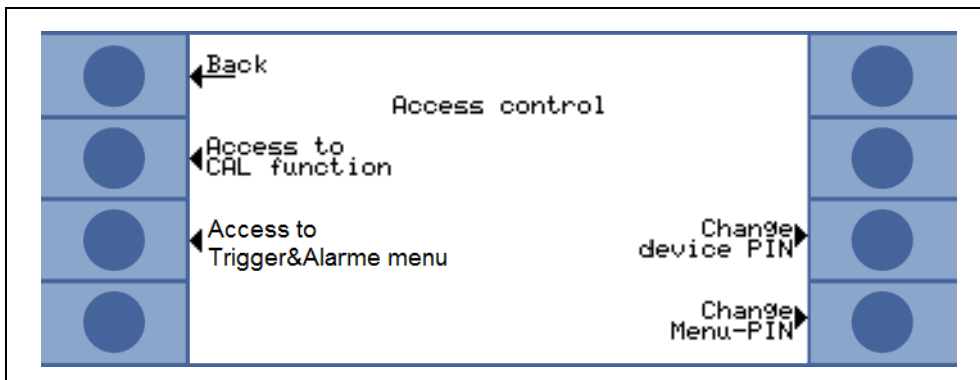 Back
Access control
Access to
CAL function
Access to
Trigger&Alarme menu
Change
device PIN
Change
Menu-PIN